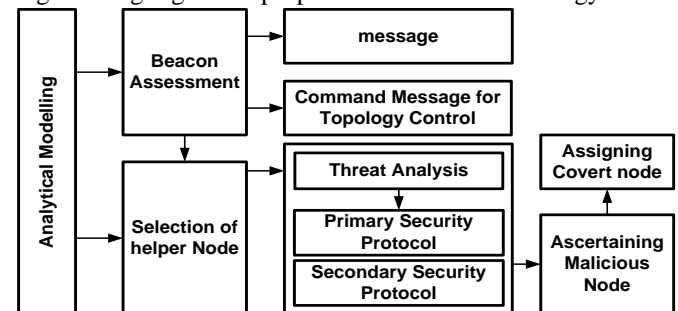 message
Beacon
Assessment
Command Message for
Topology Control
Analytical Modelling
Assigning
Covert node
Threat Analysis
Selection of
helper Node
Primary Security
Protocol
Ascertaining
Malicious
Node
Secondary Security
Protocol